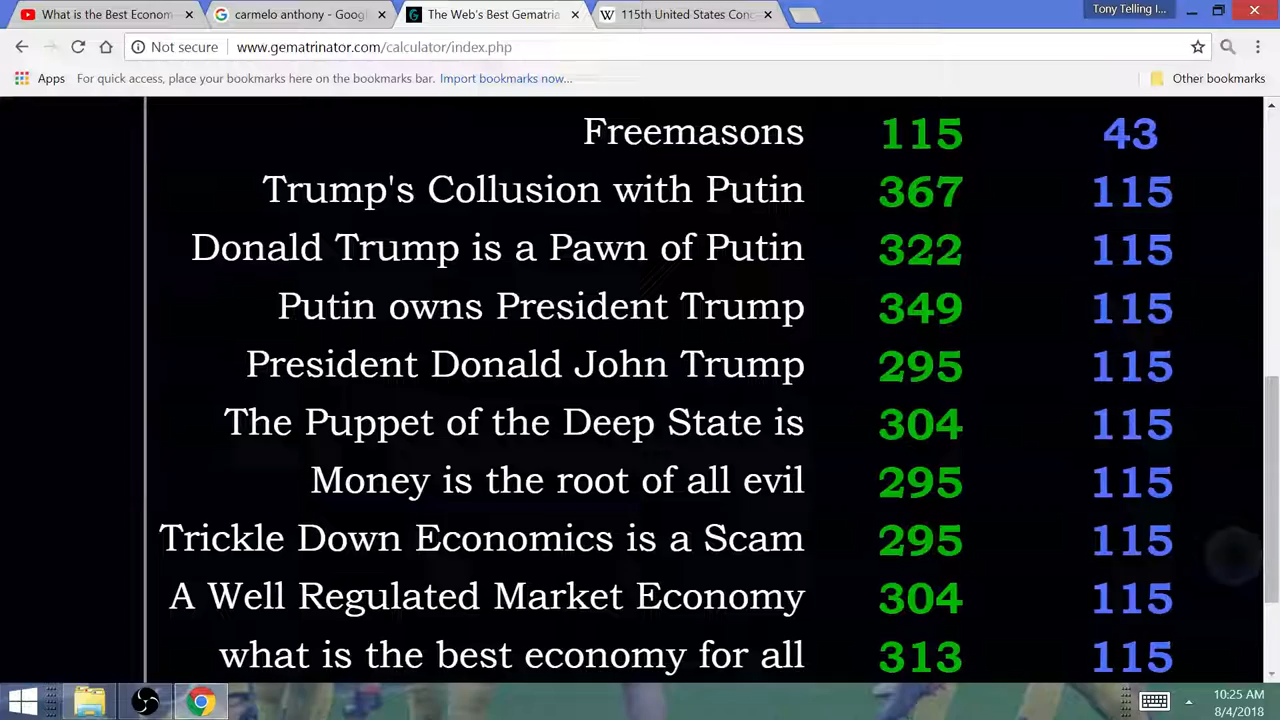 What is the Best Econom
carmelo anthony - Googl
The Web's Best Gematria
115th United States Cong
Tony Telling I...
Not secure www.gematrinator.com/calculator/index.php
Apps For quick access, place your bookmarks here on the bookmarks bar. Import bookmarks now... Other bookmarks
Freemasons 115 43
Trump's Collusion with Putin 367 115
Donald Trump is a Pawn of Putin 322 115
Putin owns President Trump 349 115
President Donald John Trump 295 115
The Puppet of the Deep State is 304 115
Money is the root of all evil 295 115
Trickle Down Economics is a Scam 295 115
A Well Regulated Market Economy 304 115
what is the best economy for all 313 115
10:25 AM
8/4/2018